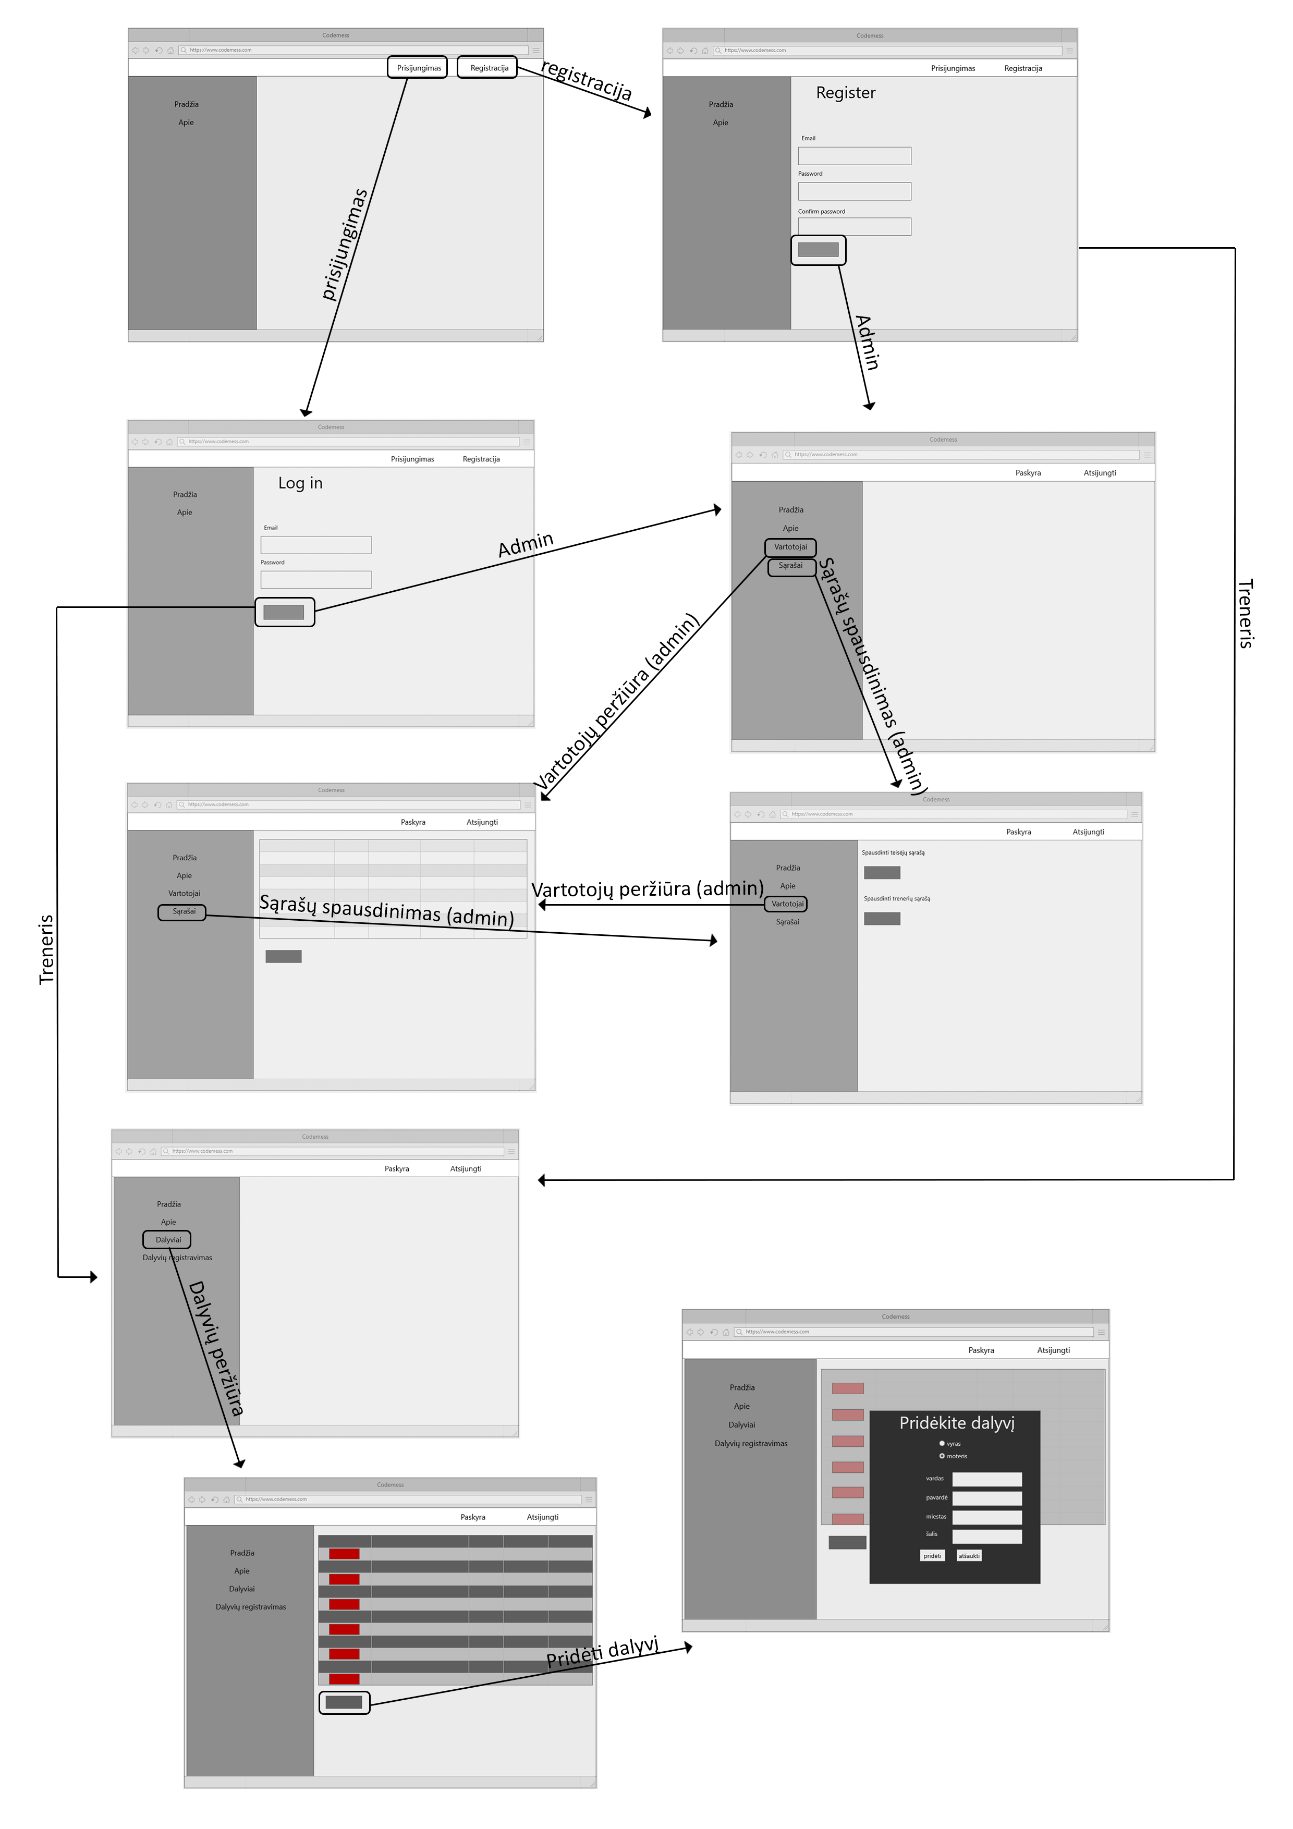 Codemess
https://www.codemess.com
Prisijungimas Registracija
Pradžia
Apie
registracija
prisijungimas
Codemess
https://www.codemess.com
Prisijungimas Registracija
Pradžia
Apie
Register
Email
Password
Confirm password
Admin
Treneris
Codemess
https://www.codemess.com
Prisijungimas Registracija
Pradžia
Apie
Log in
Email
Password
Admin
Treneris
Codemess
https://www.codemess.com
Paskyra Atsijungti
Pradžia
Apie
Vartotojai
Sąrašai
Vartotojų peržiūra (admin)
Sąrašų spausdinimas (admin)
Codemess
https://www.codemess.com
Paskyra Atsijungti
Pradžia
Apie
Vartotojai
Sąrašai
Sąrašų spausdinimas (admin)
Vartotojų peržiūra (admin)
Codemess
https://www.codemess.com
Paskyra Atsijungti
Pradžia
Apie
Vartotojai
Sąrašai
Spausdinti teisėjų sąrašą
Spausdinti trenerių sąrašą
Codemess
https://www.codemess.com
Paskyra Atsijungti
Pradžia
Apie
Dalyviai
Dalyvių registravimas
Dalyvių peržiūra
Codemess
https://www.codemess.com
Paskyra Atsijungti
Pradžia
Apie
Dalyviai
Dalyvių registravimas
Pridėti dalyvį
Codemess
https://www.codemess.com
Paskyra Atsijungti
Pradžia
Apie
Dalyviai
Dalyvių registravimas
Pridėkite dalyvį
vyras
moteris
vardas
pavardė
miestas
šalis
pridėti atšaukti